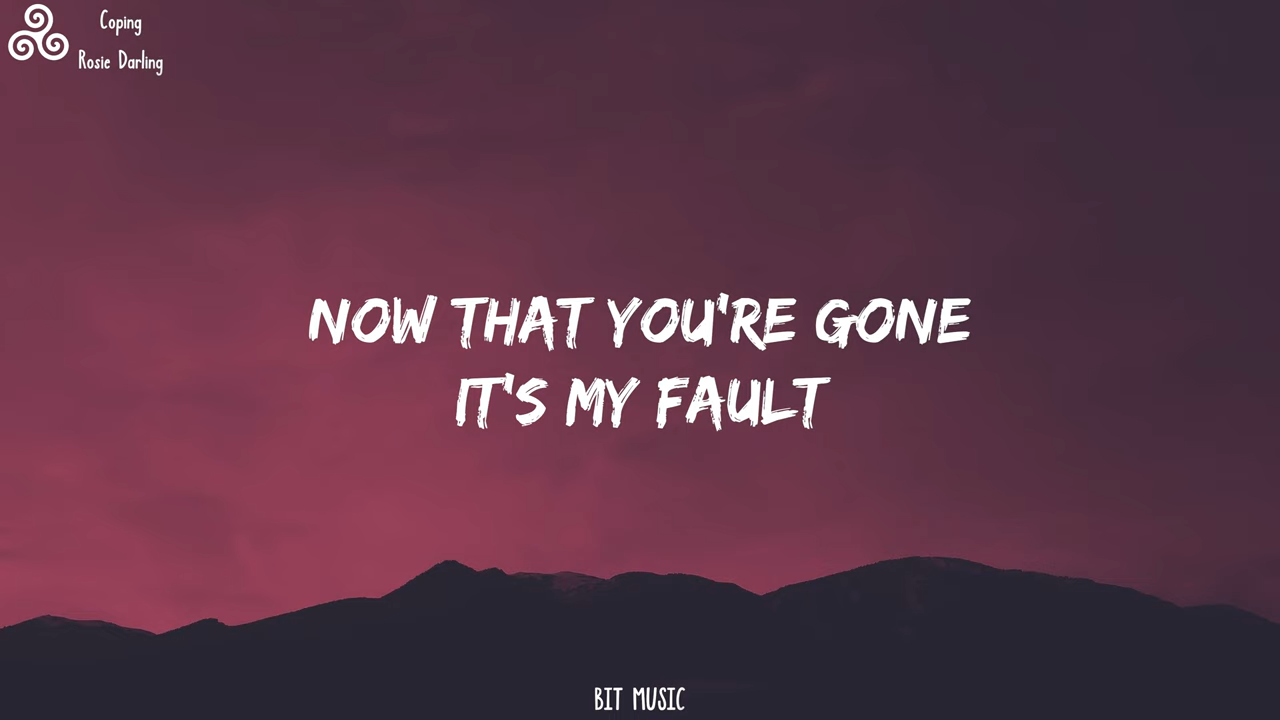 Coping
Rosie Darling
NOW THAT YOU'RE GONE
IT'S MY FAULT
BIT MUSIC